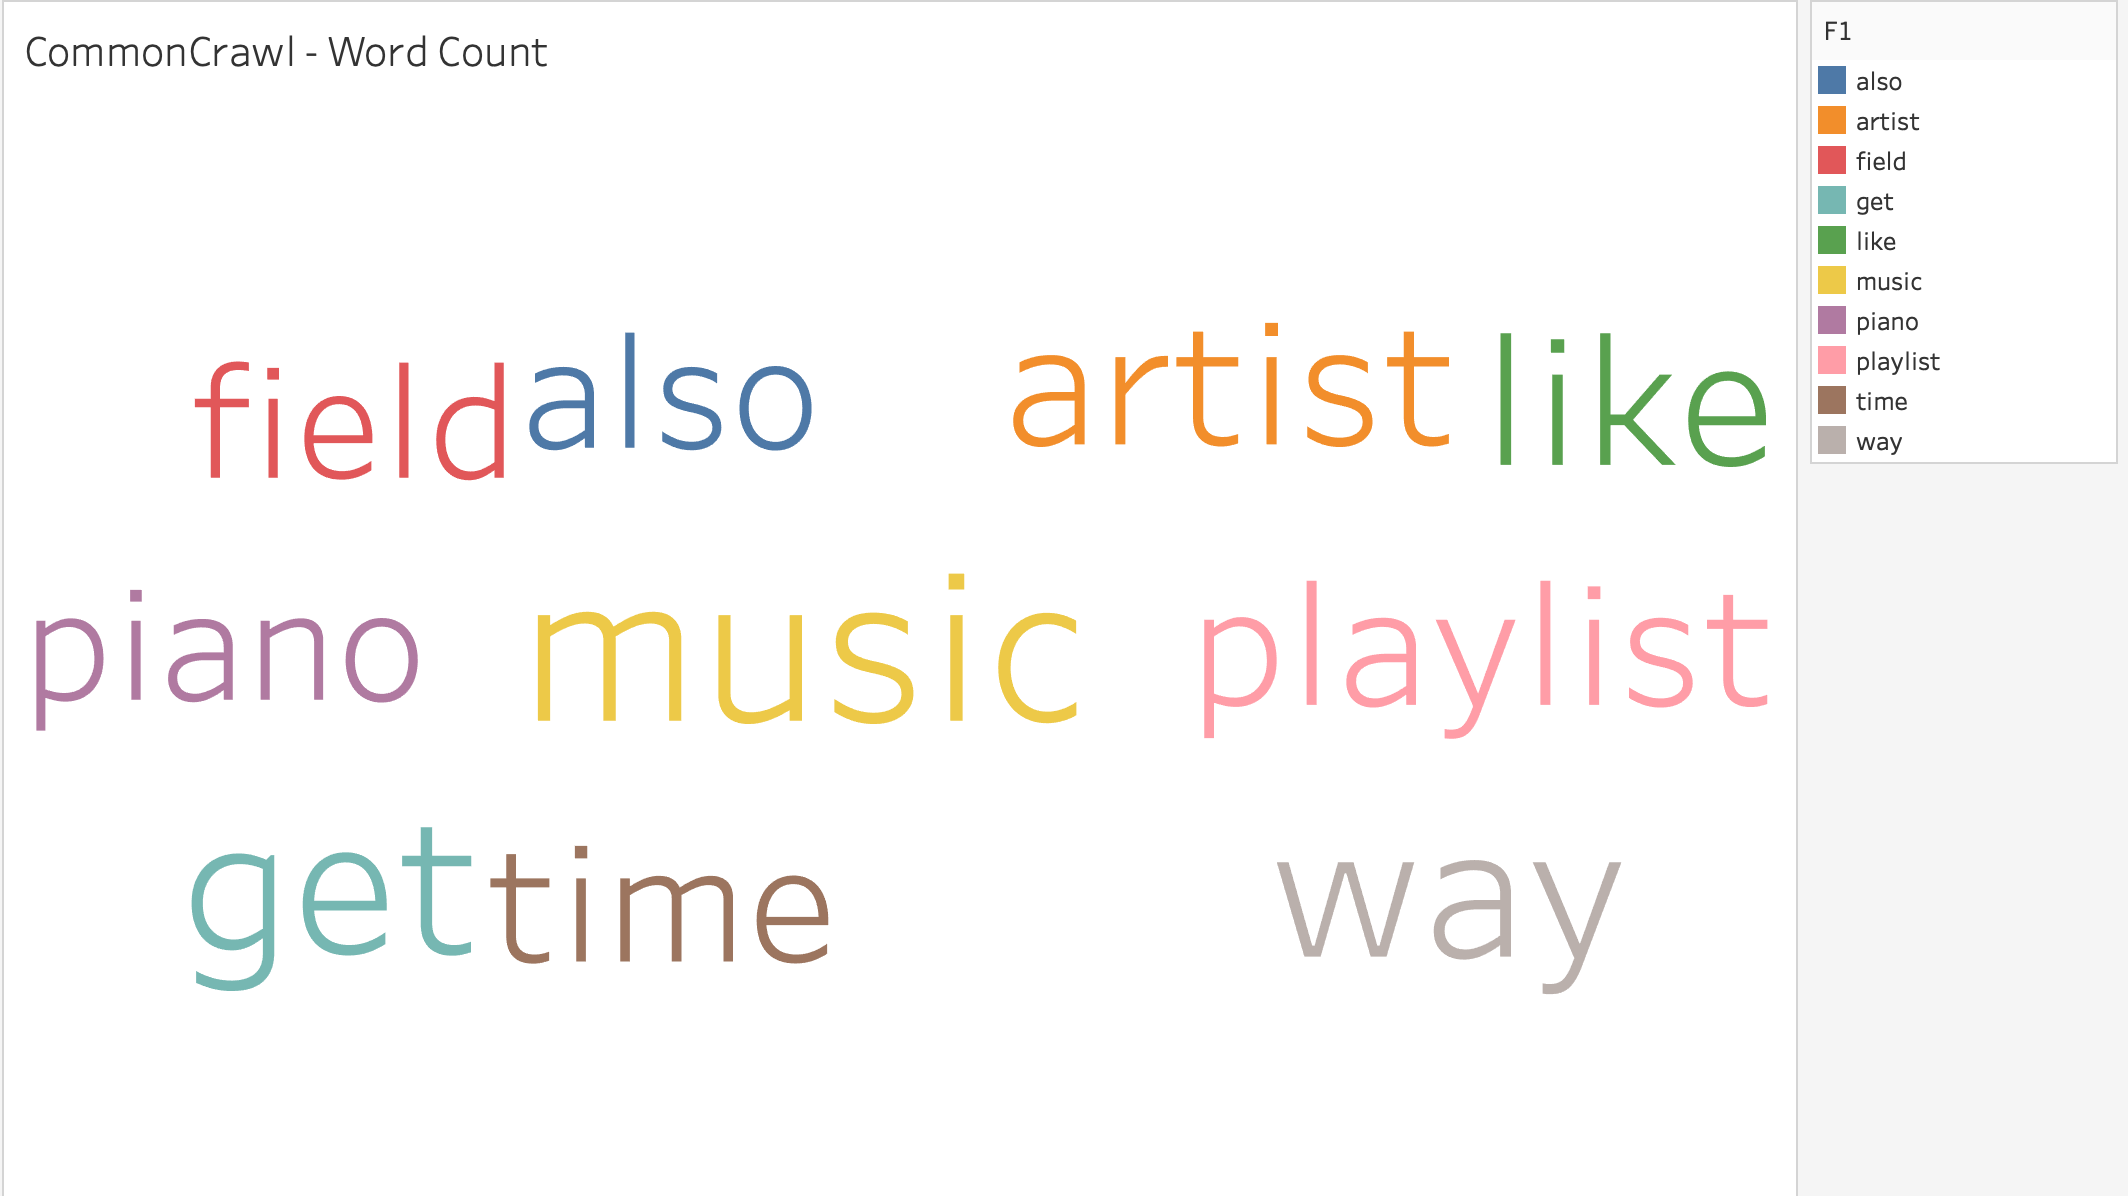 CommonCrawl - Word Count
field also artist like
piano music playlist
get time way
F1
also
artist
field
get
like
music
piano
playlist
time
way